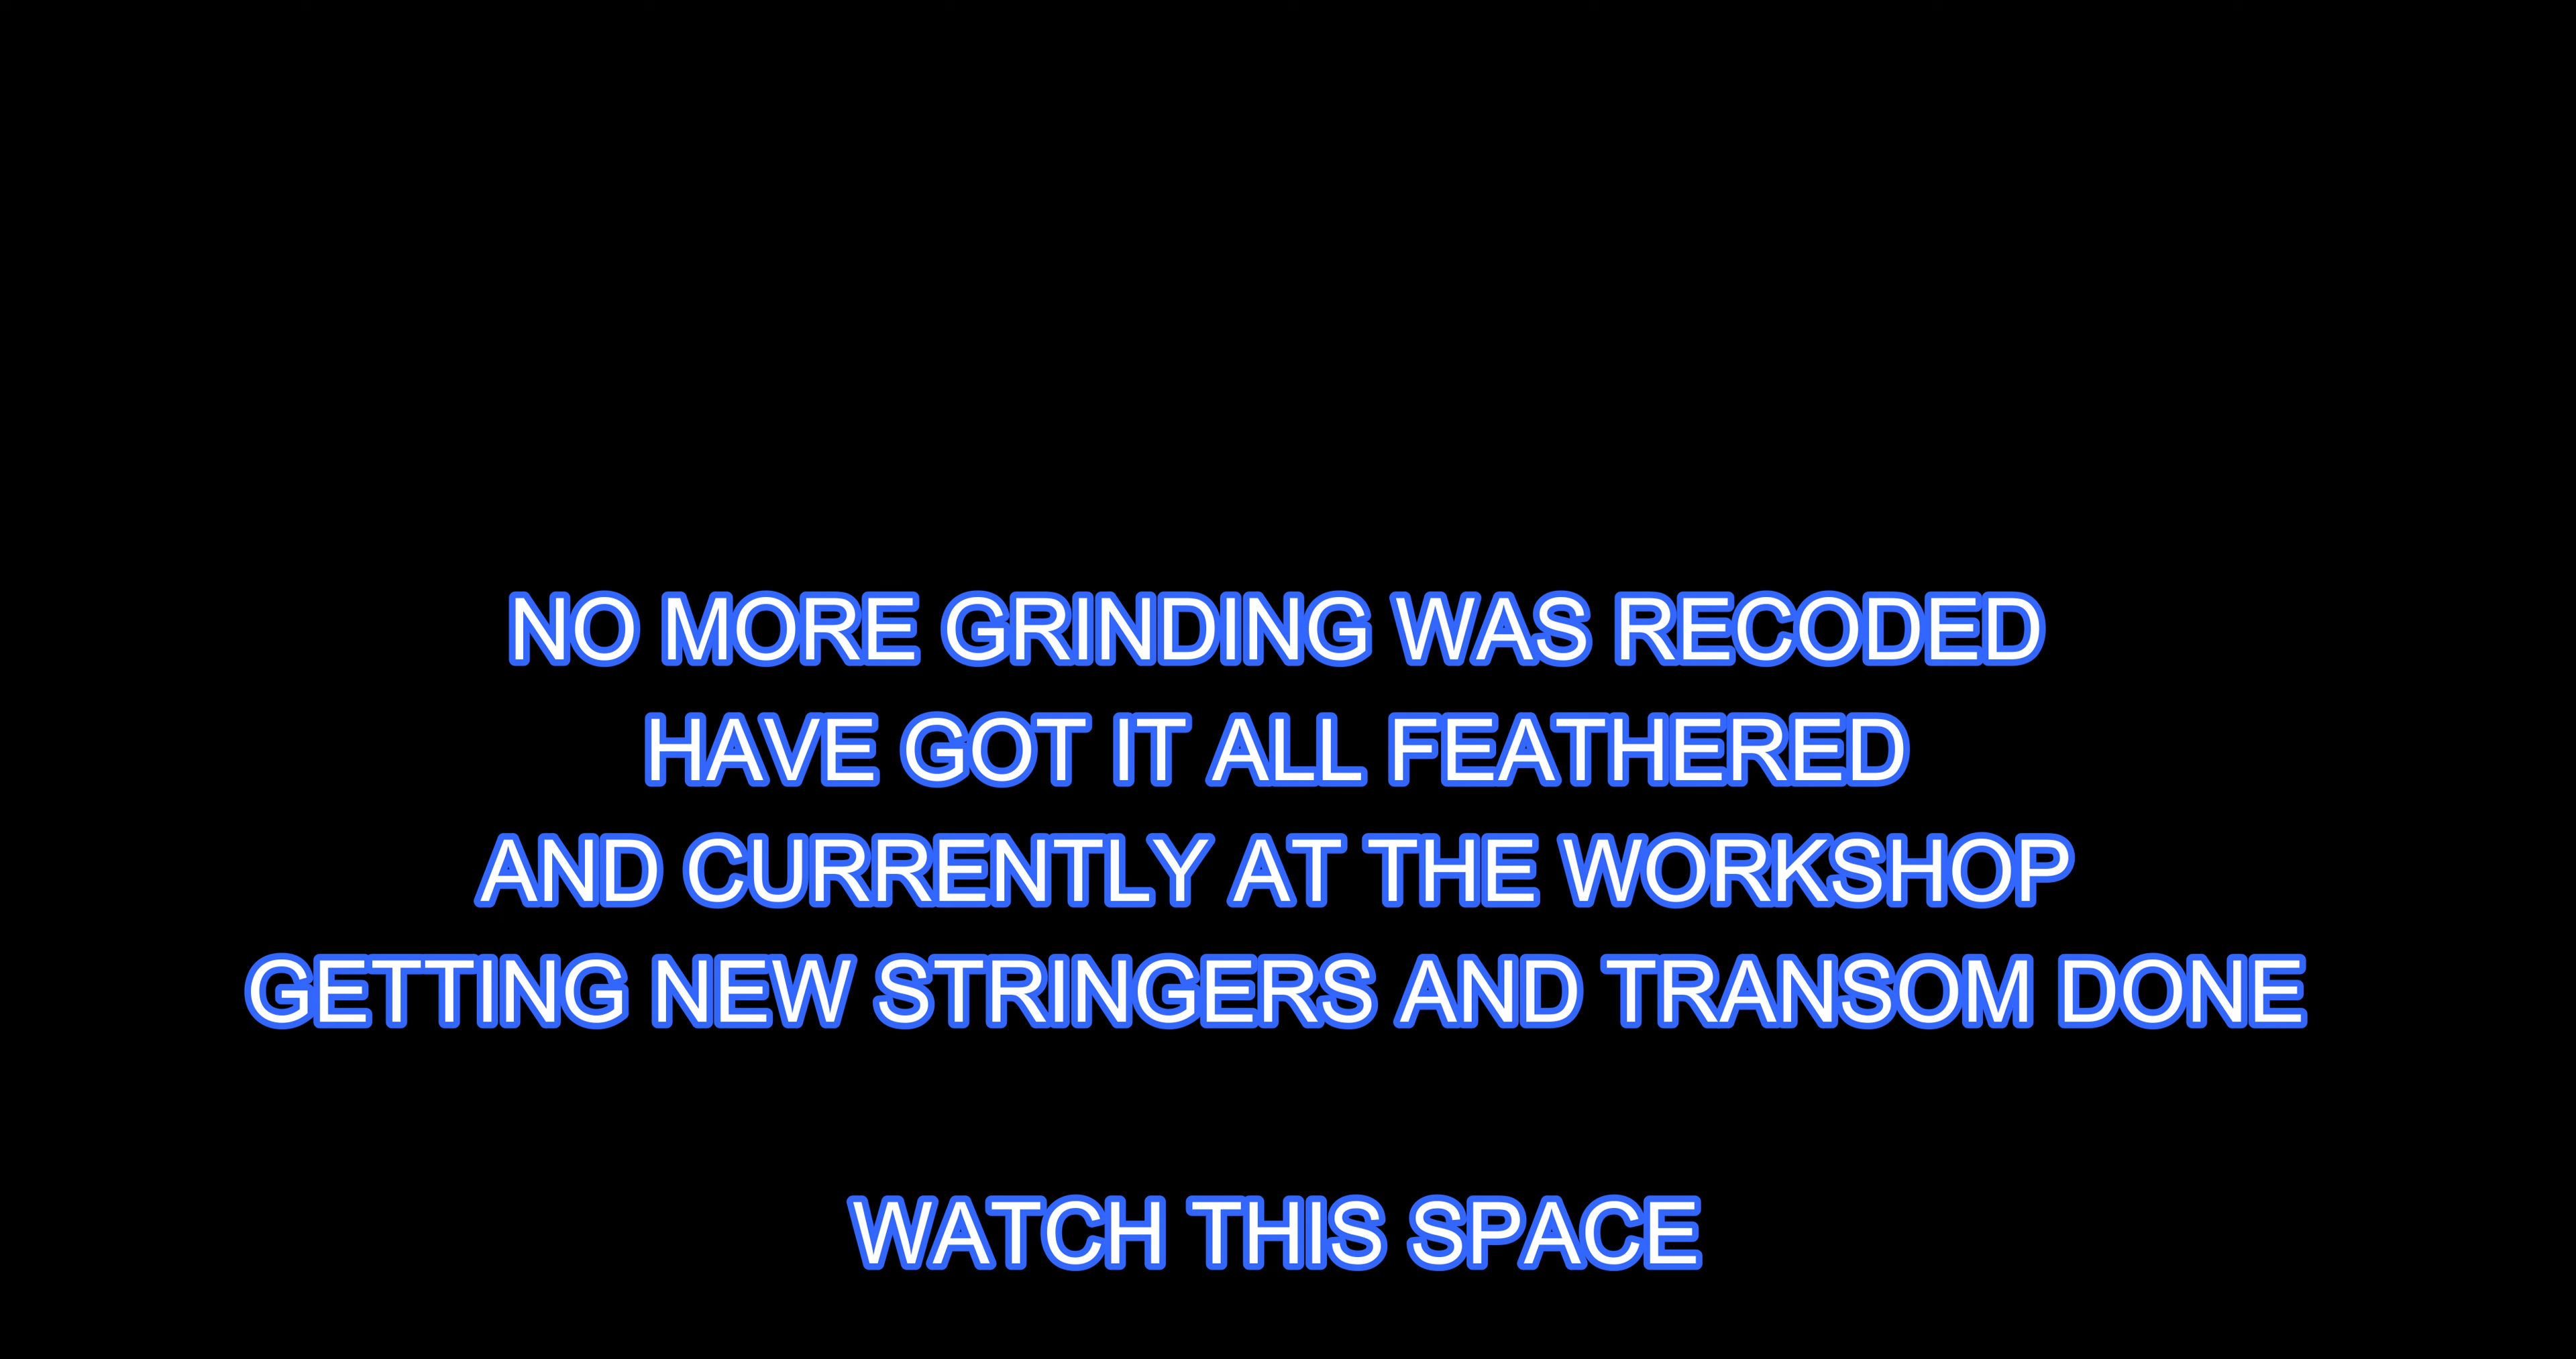 NO MORE GRINDING WAS RECODED
HAVE GOT IT ALL FEATHERED
AND CURRENTLY AT THE WORKSHOP
GETTING NEW STRINGERS AND TRANSOM DONE
WATCH THIS SPACE